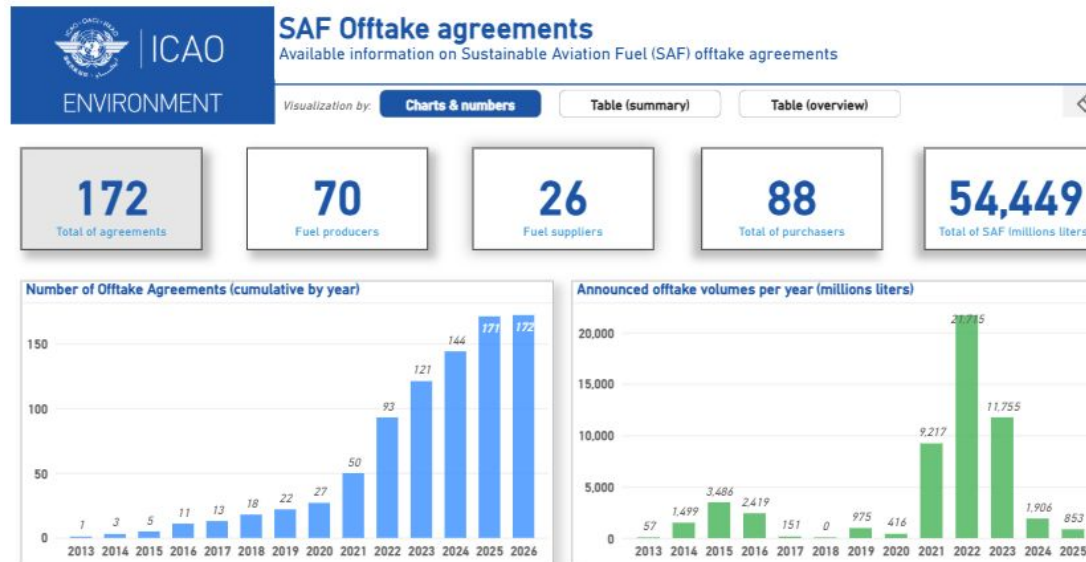 ICAO
ENVIRONMENT
SAF Offtake agreements
Available information on Sustainable Aviation Fuel (SAF) offtake agreements
Visualization by:
Charts & numbers
Table (summary)
Table (overview)
172
Total of agreements
70
Fuel producers
26
Fuel suppliers
88
Total of purchasers
54,449
Total of SAF (millions liters
Number of Offtake Agreements (cumulative by year)
150
100
50
0
1
3
5
11
13
18
22
27
50
93
121
144
171
172
2013 2014 2015 2016 2017 2018 2019 2020 2021 2022 2023 2024 2025 2026
Announced offtake volumes per year (millions liters)
20,000
15,000
10,000
5,000
0
57
1,499
3,486
2,419
151
0
975
416
9,217
21,715
11,755
1,906
853
2013 2014 2015 2016 2017 2018 2019 2020 2021 2022 2023 2024 2025